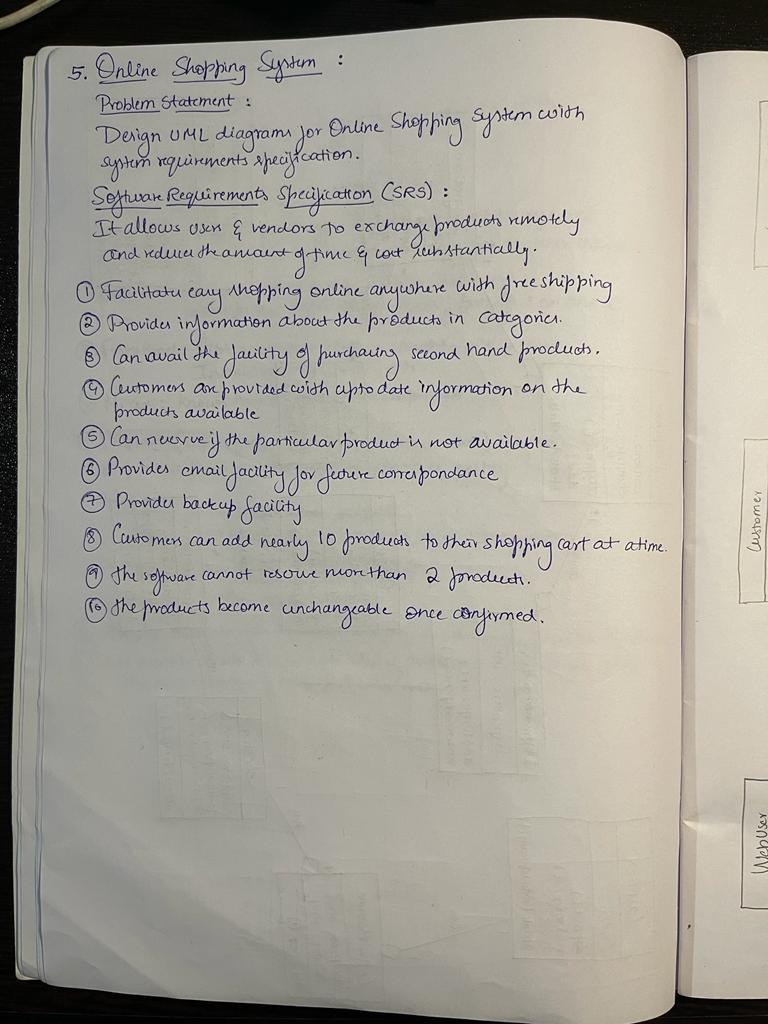 5. Online Shopping System :
Problem Statement :
Design UML diagrams for Online Shopping System with
system requirements specification.
Software Requirements Specification (SRS) :
It allows users & vendors to exchange products remotely
and reduces the amount of time & cost substantially.
① Facilitates easy shopping online anywhere with free shipping
② Provides information about the products in categories.
③ Can avail the facility of purchasing second hand products.
④ Customers are provided with upto date information on the
products available
⑤ Can reserve if the particular product is not available.
⑥ Provides email facility for future correspondance
⑦ Provides backup facility
⑧ Customers can add nearly 10 products to their shopping cart at a time.
⑨ the software cannot reserve more than 2 products.
⑩ the products become unchangeable once confirmed.
Customer
WebUser